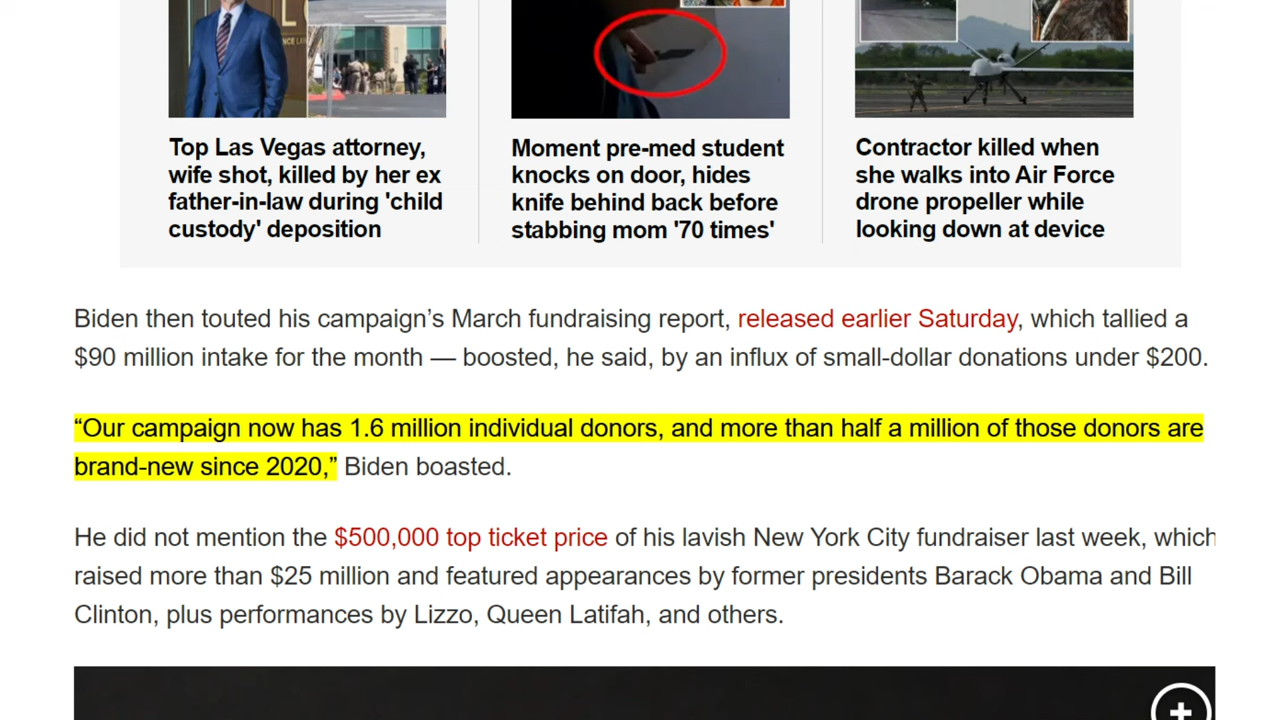 Top Las Vegas attorney,
wife shot, killed by her ex
father-in-law during 'child
custody' deposition
Moment pre-med student
knocks on door, hides
knife behind back before
stabbing mom '70 times'
Contractor killed when
she walks into Air Force
drone propeller while
looking down at device
Biden then touted his campaign’s March fundraising report, released earlier Saturday, which tallied a
$90 million intake for the month — boosted, he said, by an influx of small-dollar donations under $200.
“Our campaign now has 1.6 million individual donors, and more than half a million of those donors are
brand-new since 2020,” Biden boasted.
He did not mention the $500,000 top ticket price of his lavish New York City fundraiser last week, which
raised more than $25 million and featured appearances by former presidents Barack Obama and Bill
Clinton, plus performances by Lizzo, Queen Latifah, and others.